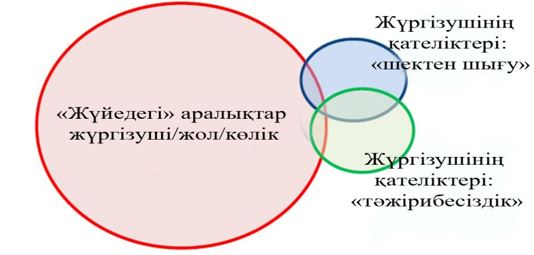 Жүргізушінің
қателіктері:
«шектен шығу»
«Жүйедегі» аралықтар
жүргізуші/жол/көлік
Жүргізушінің
қателіктері:
«тәжірибесіздік»